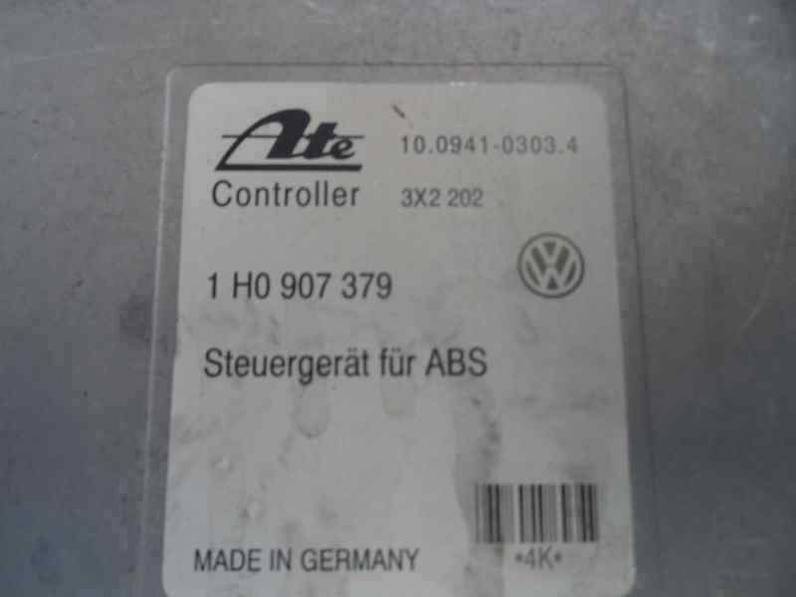 Ate 10.0941-0303.4
Controller 3X2 202
1 H0 907 379
Steuergerät für ABS
*4K*
MADE IN GERMANY